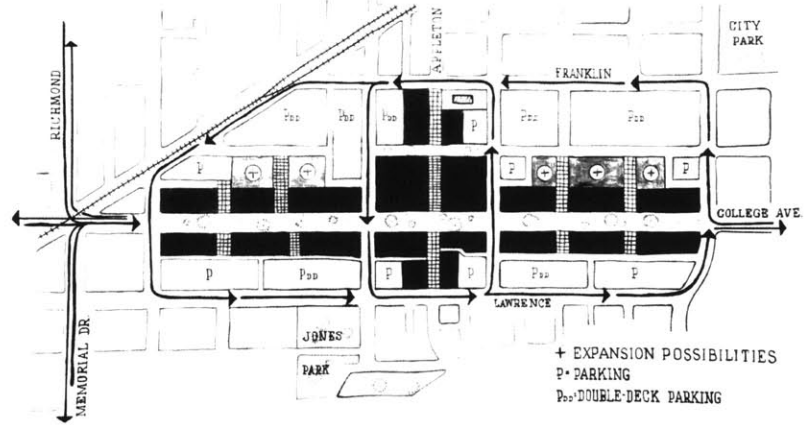 CITY
PARK
APPLETON
RICHMOND
FRANKLIN
PDD
PDD
PDD
P
PDD
PDD
P
P
P
COLLEGE AVE.
P
PDD
P
P
PDD
P
LAWRENCE
MEMORIAL DR.
JONES
PARK
+ EXPANSION POSSIBILITIES
P=PARKING
PDD=DOUBLE-DECK PARKING